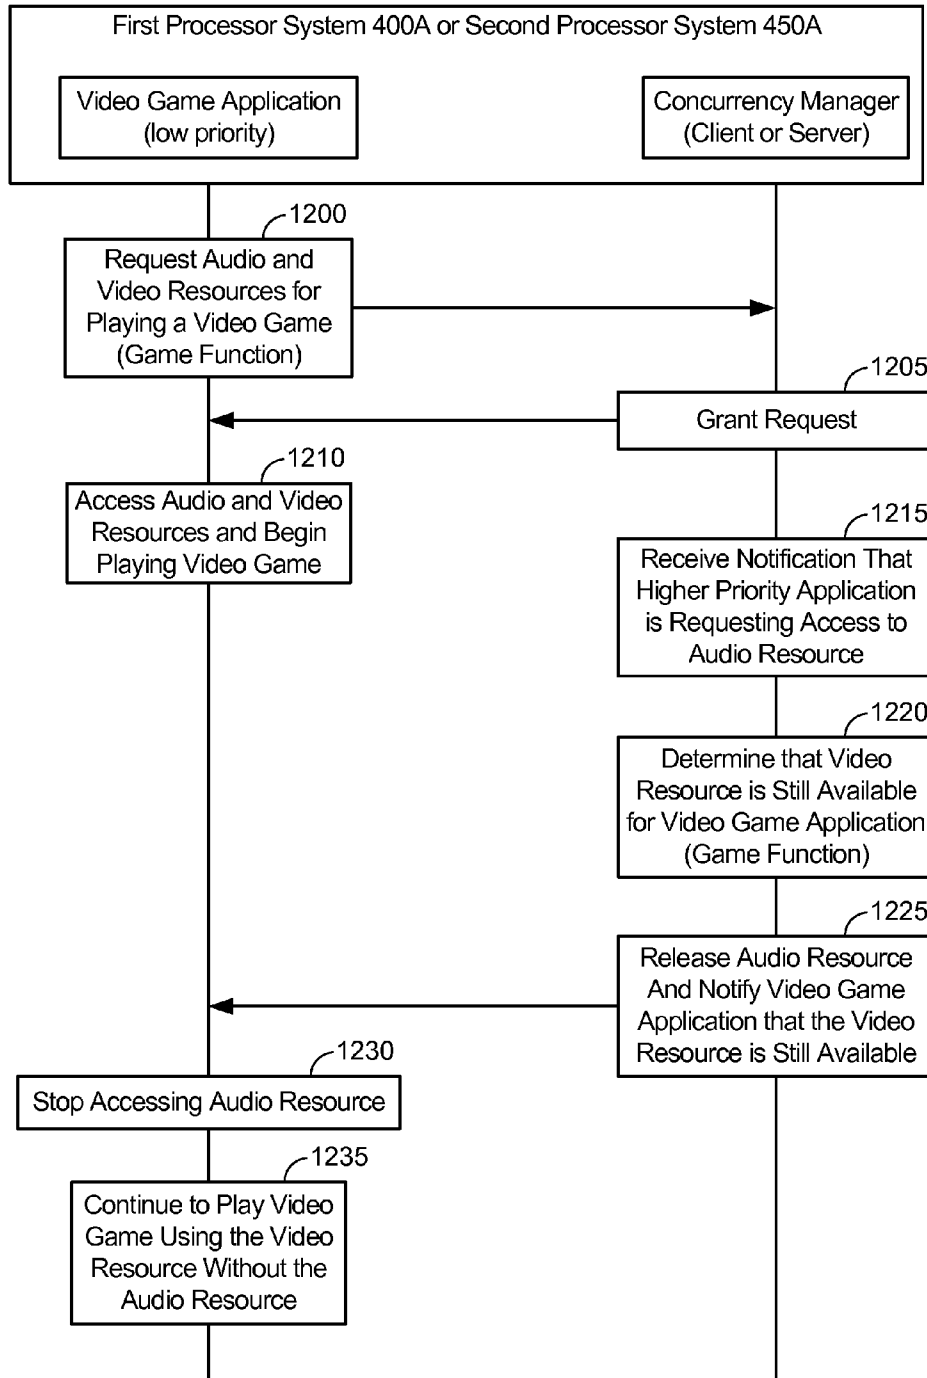 First Processor System 400A or Second Processor System 450A
Video Game Application
(low priority)
Concurrency Manager
(Client or Server)
1200
Request Audio and
Video Resources for
Playing a Video Game
(Game Function)
1205
Grant Request
1210
Access Audio and Video
Resources and Begin
Playing Video Game
1215
Receive Notification That
Higher Priority Application
is Requesting Access to
Audio Resource
1220
Determine that Video
Resource is Still Available
for Video Game Application
(Game Function)
1225
Release Audio Resource
And Notify Video Game
Application that the Video
Resource is Still Available
1230
Stop Accessing Audio Resource
1235
Continue to Play Video
Game Using the Video
Resource Without the
Audio Resource